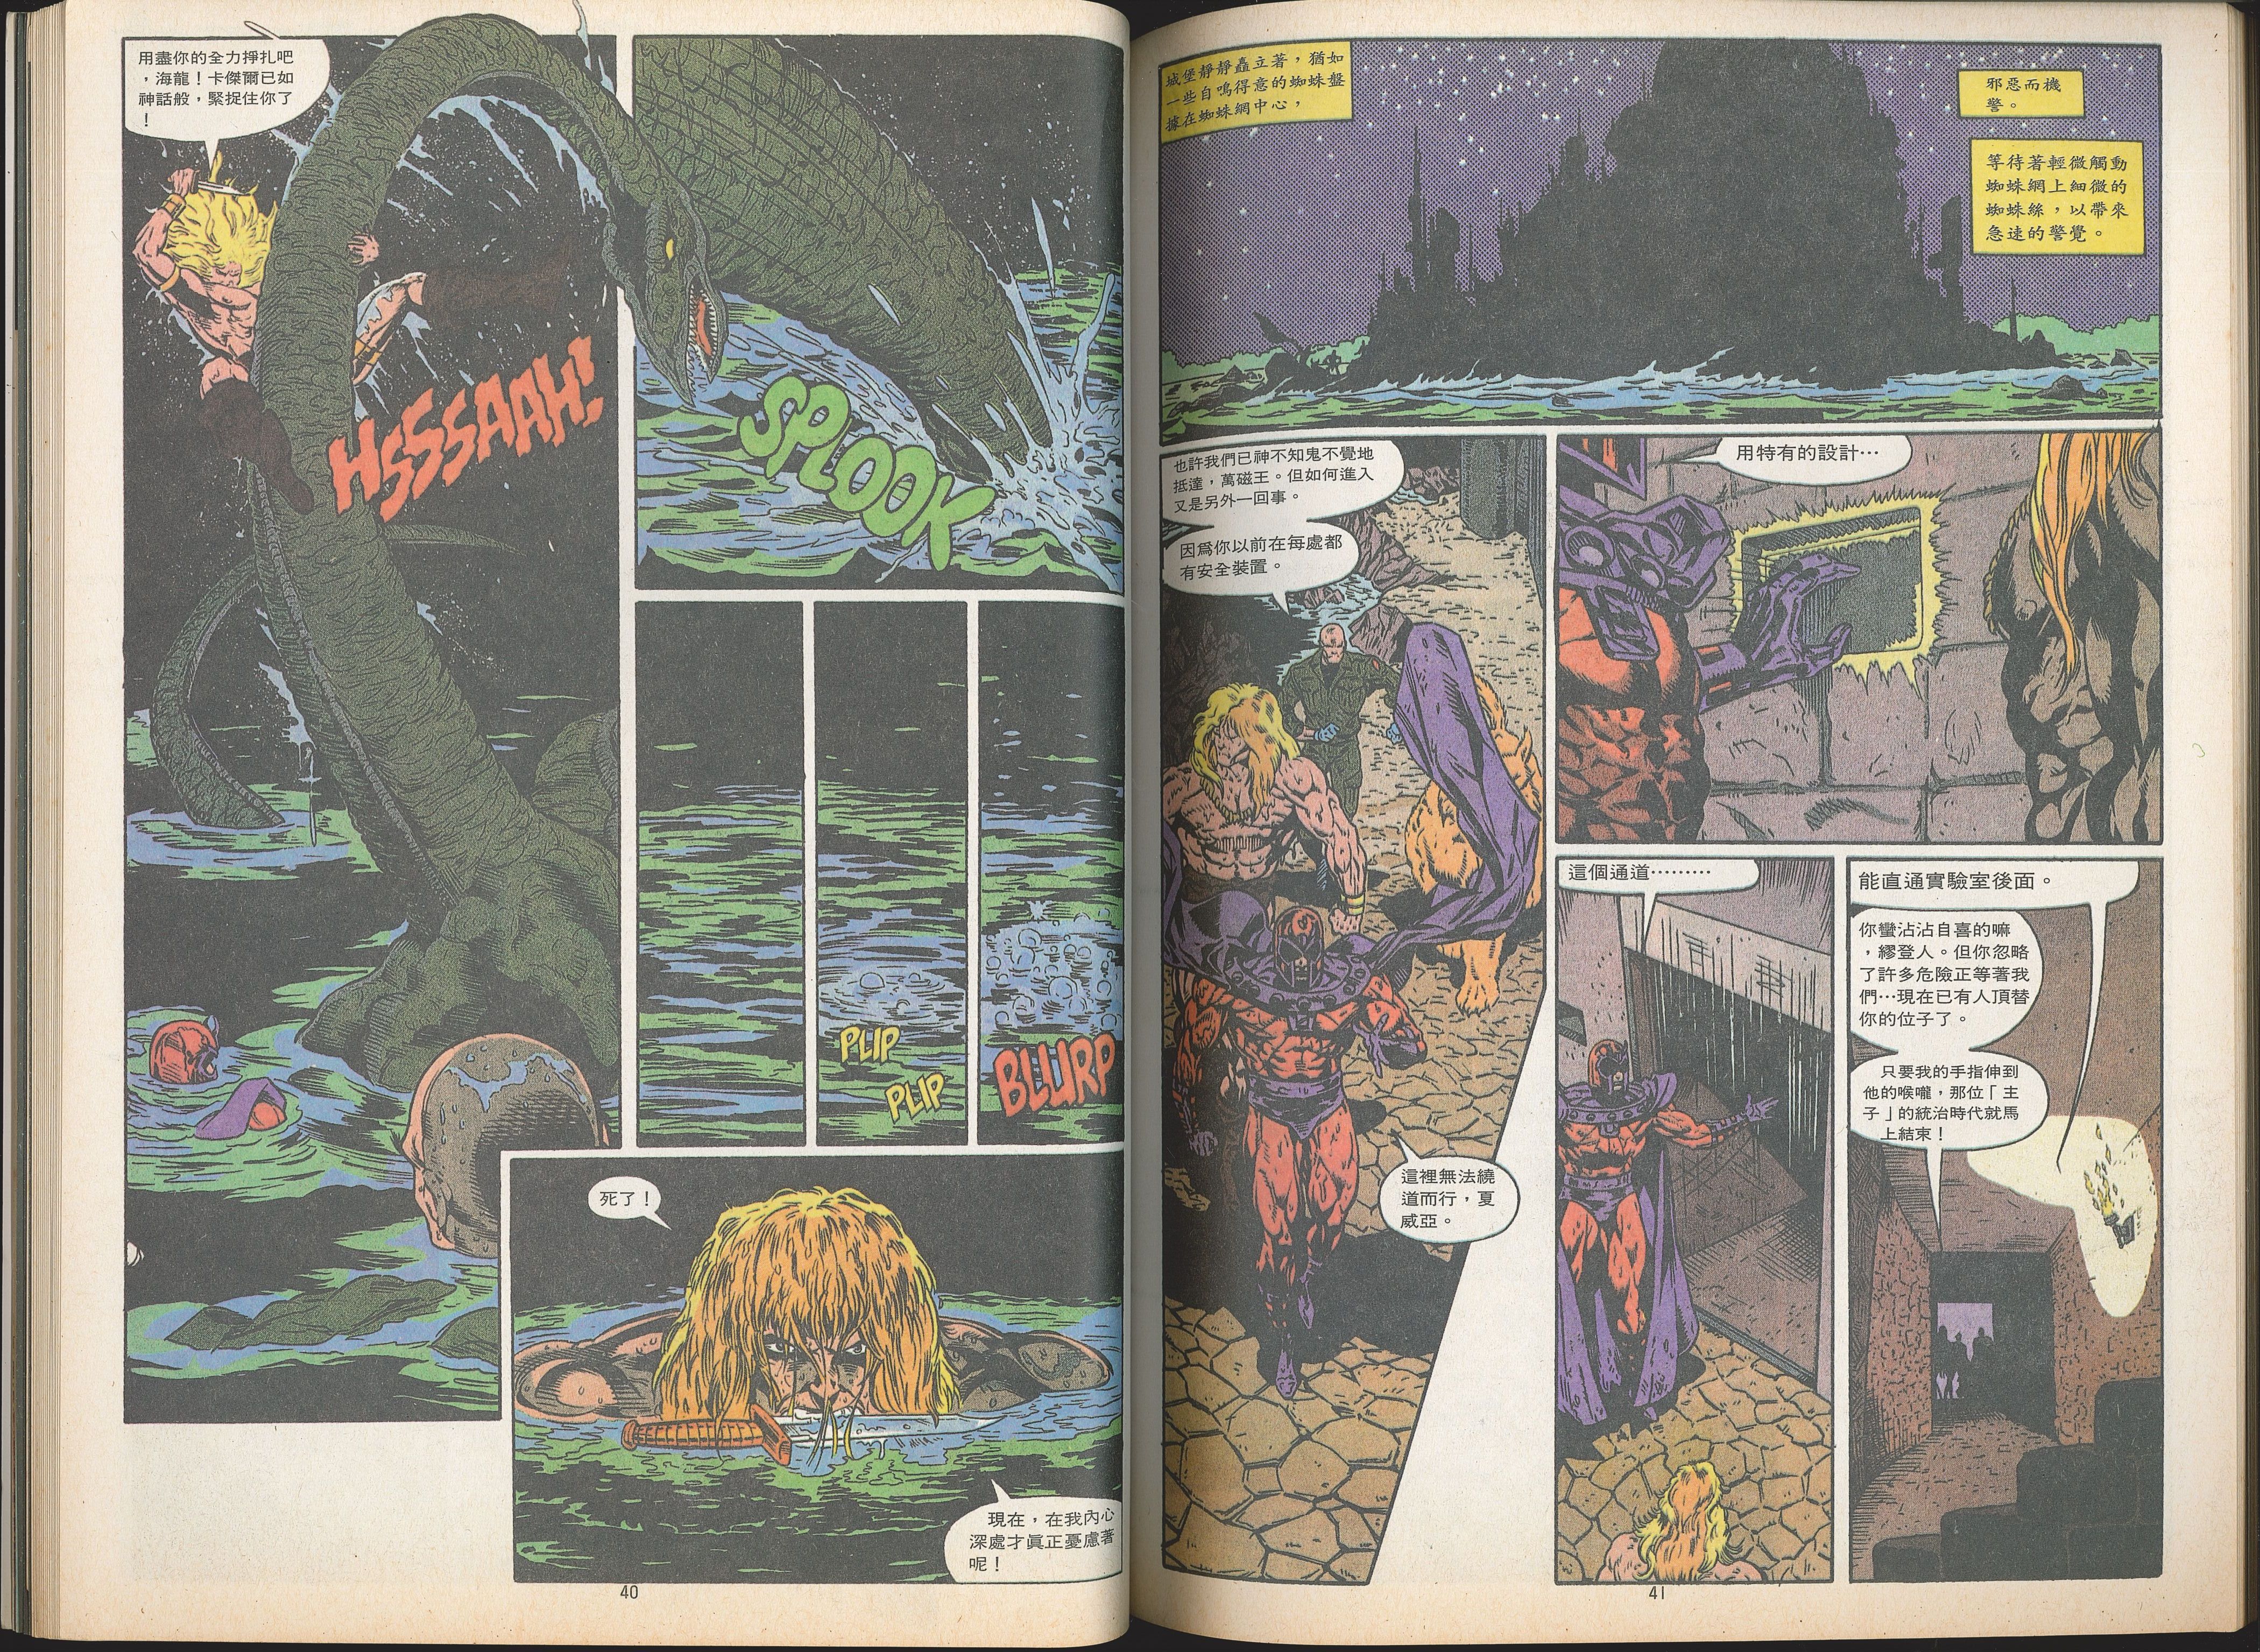 用盡你的全力掙扎吧
，海龍！卡傑爾已如
神話般，緊捉住你了
！
HSSSAAH!
SPLOOK
PLIP
PLIP
BLURP
死了！
現在，在我內心
深處才眞正憂慮著
呢！
40
城堡靜靜矗立著，猶如
一些自鳴得意的蜘蛛盤
據在蜘蛛網中心，
邪惡而機
警。
等待著輕微觸動
蜘蛛網上細微的
蜘蛛絲，以帶來
急速的警覺。
也許我們已神不知鬼不覺地
抵達，萬磁王。但如何進入
又是另外一回事。
因爲你以前在每處都
有安全裝置。
這裡無法繞
道而行，夏
威亞。
用特有的設計…
這個通道………
能直通實驗室後面。
你蠻沾沾自喜的嘛
，繆登人。但你忽略
了許多危險正等著我
們…現在已有人頂替
你的位子了。
只要我的手指伸到
他的喉嚨，那位「主
子」的統治時代就馬
上結束！
41